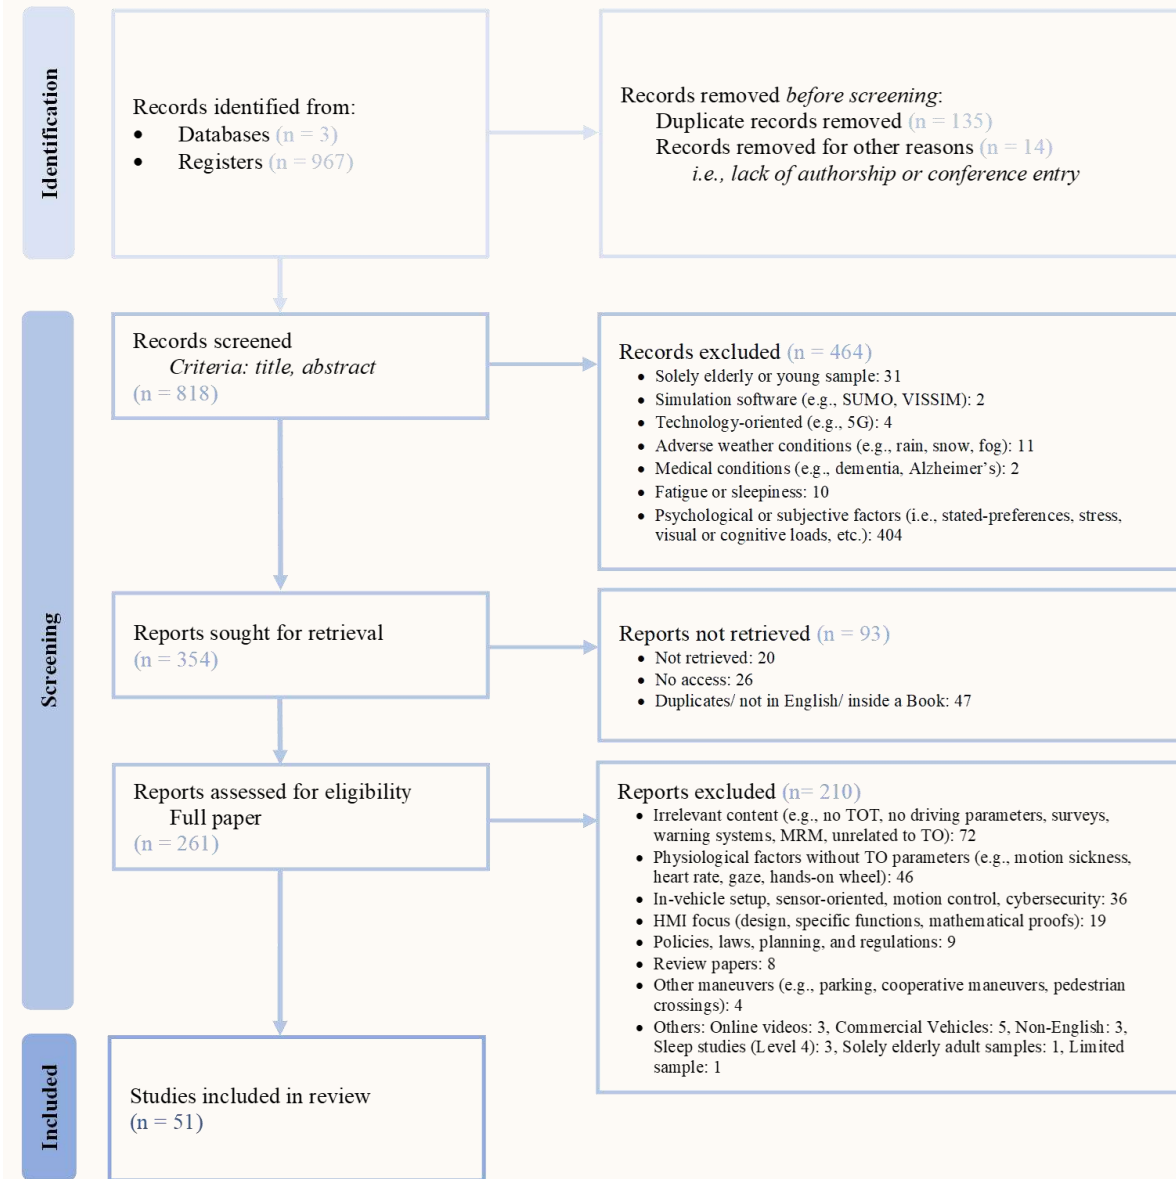 Identification
Records identified from:
• Databases (n = 3)
• Registers (n = 967)
Records removed before screening:
Duplicate records removed (n = 135)
Records removed for other reasons (n = 14)
i.e., lack of authorship or conference entry
Screening
Records screened
Criteria: title, abstract
(n = 818)
Records excluded (n = 464)
• Solely elderly or young sample: 31
• Simulation software (e.g., SUMO, VISSIM): 2
• Technology-oriented (e.g., 5G): 4
• Adverse weather conditions (e.g., rain, snow, fog): 11
• Medical conditions (e.g., dementia, Alzheimer’s): 2
• Fatigue or sleepiness: 10
• Psychological or subjective factors (i.e., stated-preferences, stress,
visual or cognitive loads, etc.): 404
Reports sought for retrieval
(n = 354)
Reports not retrieved (n = 93)
• Not retrieved: 20
• No access: 26
• Duplicates/ not in English/ inside a Book: 47
Reports assessed for eligibility
Full paper
(n = 261)
Reports excluded (n= 210)
• Irrelevant content (e.g., no TOT, no driving parameters, surveys,
warning systems, MRM, unrelated to TO): 72
• Physiological factors without TO parameters (e.g., motion sickness,
heart rate, gaze, hands-on wheel): 46
• In-vehicle setup, sensor-oriented, motion control, cybersecurity: 36
• HMI focus (design, specific functions, mathematical proofs): 19
• Policies, laws, planning, and regulations: 9
• Review papers: 8
• Other maneuvers (e.g., parking, cooperative maneuvers, pedestrian
crossings): 4
• Others: Online videos: 3, Commercial Vehicles: 5, Non-English: 3,
Sleep studies (Level 4): 3, Solely elderly adult samples: 1, Limited
sample: 1
Included
Studies included in review
(n = 51)